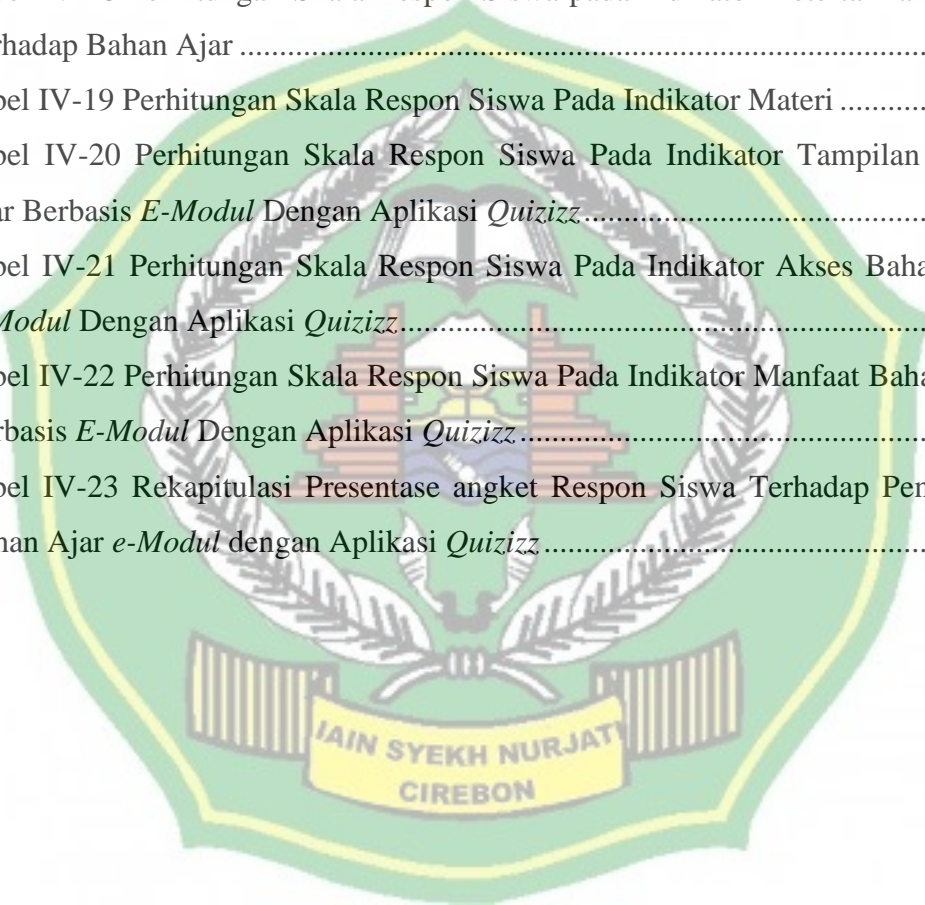 Respon Siswa pada
rhadap Bahan Ajar ........................................................................................
bel IV-19 Perhitungan Skala Respon Siswa Pada Indikator Materi ............
bel IV-20 Perhitungan Skala Respon Siswa Pada Indikator Tampilan
ar Berbasis E-Modul Dengan Aplikasi Quizizz.............................................
bel IV-21 Perhitungan Skala Respon Siswa Pada Indikator Akses Baha
Modul Dengan Aplikasi Quizizz....................................................................
bel IV-22 Perhitungan Skala Respon Siswa Pada Indikator Manfaat Baha
rbasis E-Modul Dengan Aplikasi Quizizz.....................................................
bel IV-23 Rekapitulasi Presentase angket Respon Siswa Terhadap Pen
han Ajar e-Modul dengan Aplikasi Quizizz..................................................
IAIN SYEKH NURJATI
CIREBON